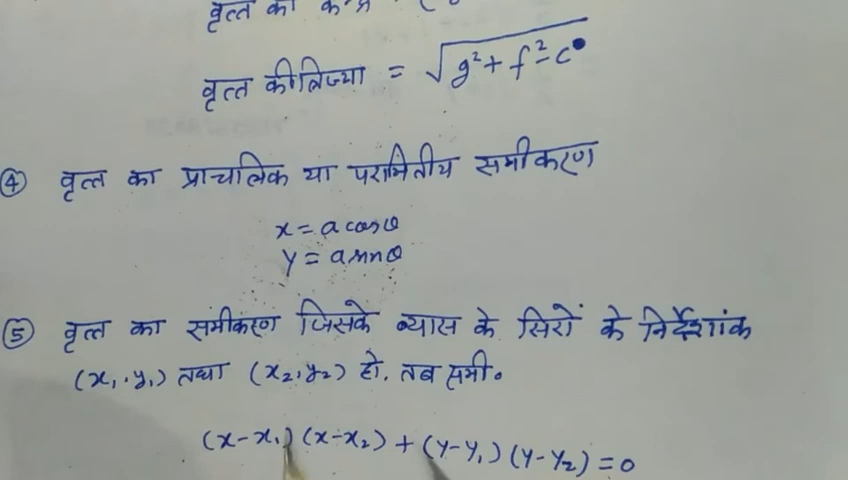 वृत्त का केन्द्र
वृत्त की त्रिज्या = √g²+f²-c
④ वृत्त का प्राचलिक या परामितीय समीकरण
x = a cosθ
y = a sinθ
⑤ वृत्त का समीकरण जिसके व्यास के सिरों के निर्देशांक
(x₁, y₁) तथा (x₂, y₂) हो, तब समी०
(x-x₁)(x-x₂) + (y-y₁)(y-y₂) = 0